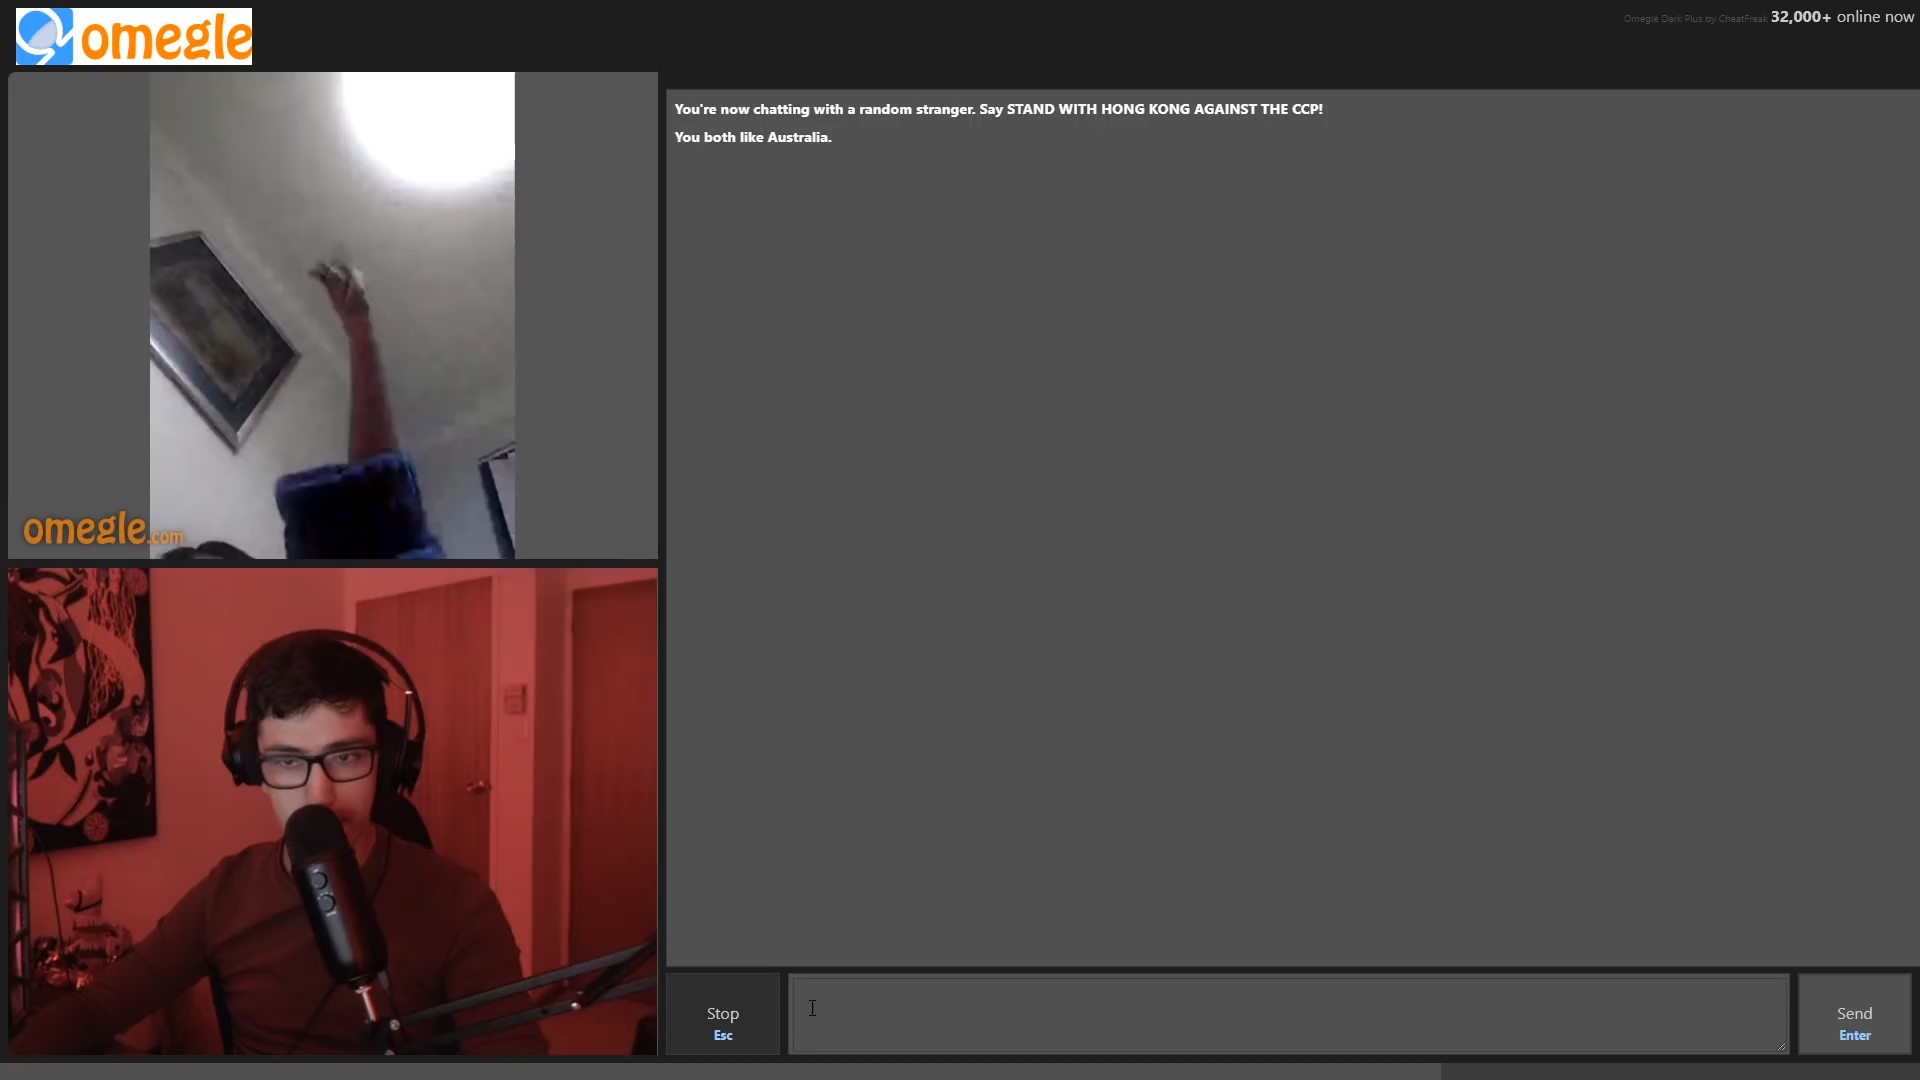 omegle
Omegle Dark Plus by CheatFreak 32,000+ online now
You're now chatting with a random stranger. Say STAND WITH HONG KONG AGAINST THE CCP!
You both like Australia.
omegle.com
Stop
Esc
Send
Enter